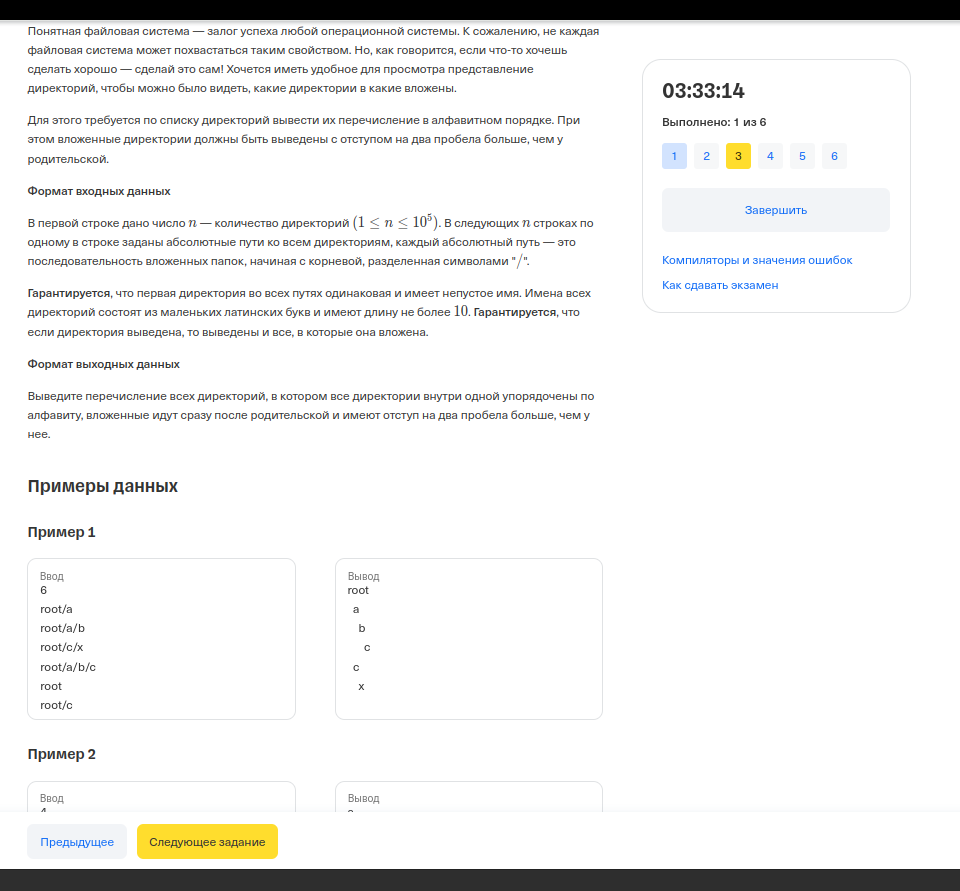 Понятная файловая система — залог успеха любой операционной системы. К сожалению, не каждая
файловая система может похвастаться таким свойством. Но, как говорится, если что-то хочешь
сделать хорошо — сделай это сам! Хочется иметь удобное для просмотра представление
директорий, чтобы можно было видеть, какие директории в какие вложены.
Для этого требуется по списку директорий вывести их перечисление в алфавитном порядке. При
этом вложенные директории должны быть выведены с отступом на два пробела больше, чем у
родительской.
Формат входных данных
В первой строке дано число n — количество директорий (1 ≤ n ≤ 10⁵). В следующих n строках по
одному в строке заданы абсолютные пути ко всем директориям, каждый абсолютный путь — это
последовательность вложенных папок, начиная с корневой, разделенная символами "/".
Гарантируется, что первая директория во всех путях одинаковая и имеет непустое имя. Имена всех
директорий состоят из маленьких латинских букв и имеют длину не более 10. Гарантируется, что
если директория выведена, то выведены и все, в которые она вложена.
Формат выходных данных
Выведите перечисление всех директорий, в котором все директории внутри одной упорядочены по
алфавиту, вложенные идут сразу после родительской и имеют отступ на два пробела больше, чем у
нее.
Примеры данных
Пример 1
Ввод
6
root/a
root/a/b
root/c/x
root/a/b/c
root
root/c
Вывод
root
  a
    b
      c
  c
    x
Пример 2
Ввод
4
Вывод
Предыдущее
Следующее задание
03:33:14
Выполнено: 1 из 6
1 2 3 4 5 6
Завершить
Компиляторы и значения ошибок
Как сдавать экзамен